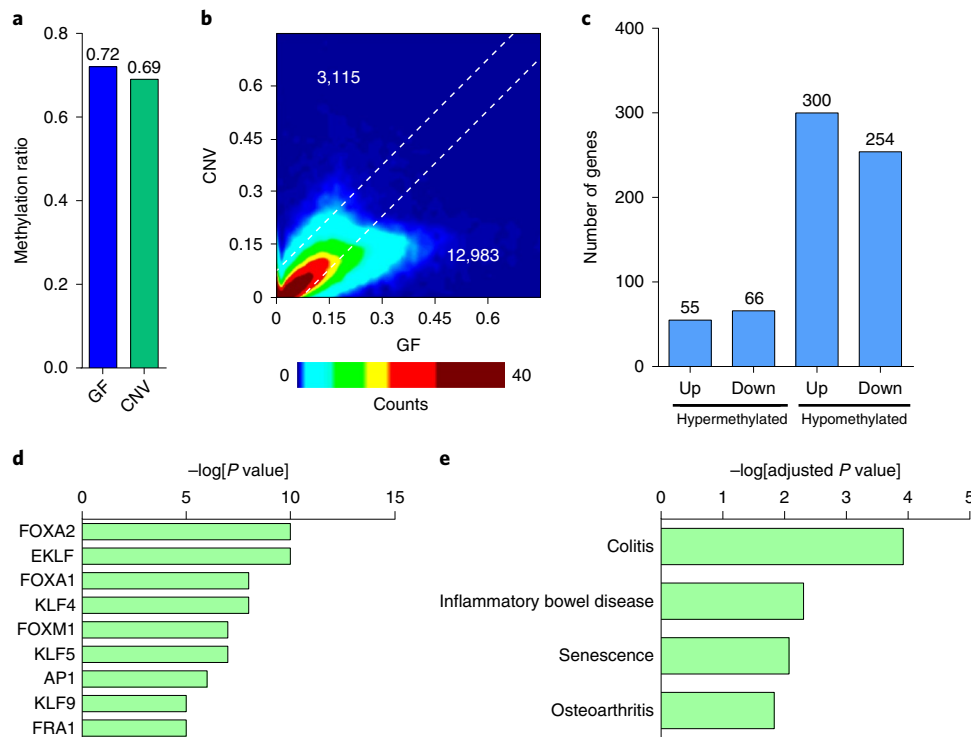 a
0.8
0.6
0.4
0.2
0.0
Methylation ratio
0.72
0.69
GF
CNV
b
0.6
0.45
0.3
0.15
0
CNV
3,115
12,983
0
0.15
0.3
0.45
0.6
GF
0
40
Counts
c
400
300
200
100
0
Number of genes
55
66
300
254
Up
Down
Up
Down
Hypermethylated
Hypomethylated
d
–log[P value]
0
5
10
15
FOXA2
EKLF
FOXA1
KLF4
FOXM1
KLF5
AP1
KLF9
FRA1
e
–log[adjusted P value]
0
1
2
3
4
5
Colitis
Inflammatory bowel disease
Senescence
Osteoarthritis